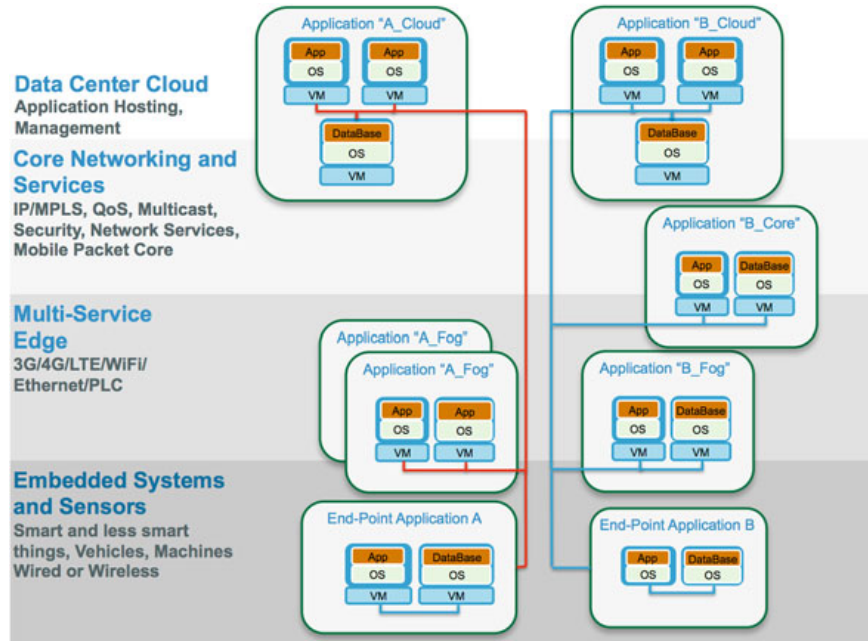 Data Center Cloud
Application Hosting,
Management
Core Networking and
Services
IP/MPLS, QoS, Multicast,
Security, Network Services,
Mobile Packet Core
Multi-Service
Edge
3G/4G/LTE/WiFi/
Ethernet/PLC
Embedded Systems
and Sensors
Smart and less smart
things, Vehicles, Machines
Wired or Wireless
Application "A_Cloud"
App App
OS OS
VM VM
DataBase
OS
VM
Application "A_Fog"
Application "A_Fog"
App App
OS OS
VM VM
End-Point Application A
App DataBase
OS OS
VM VM
Application "B_Cloud"
App App
OS OS
VM VM
DataBase
OS
VM
Application "B_Core"
App DataBase
OS OS
VM VM
Application "B_Fog"
App DataBase
OS OS
VM VM
End-Point Application B
App DataBase
OS OS